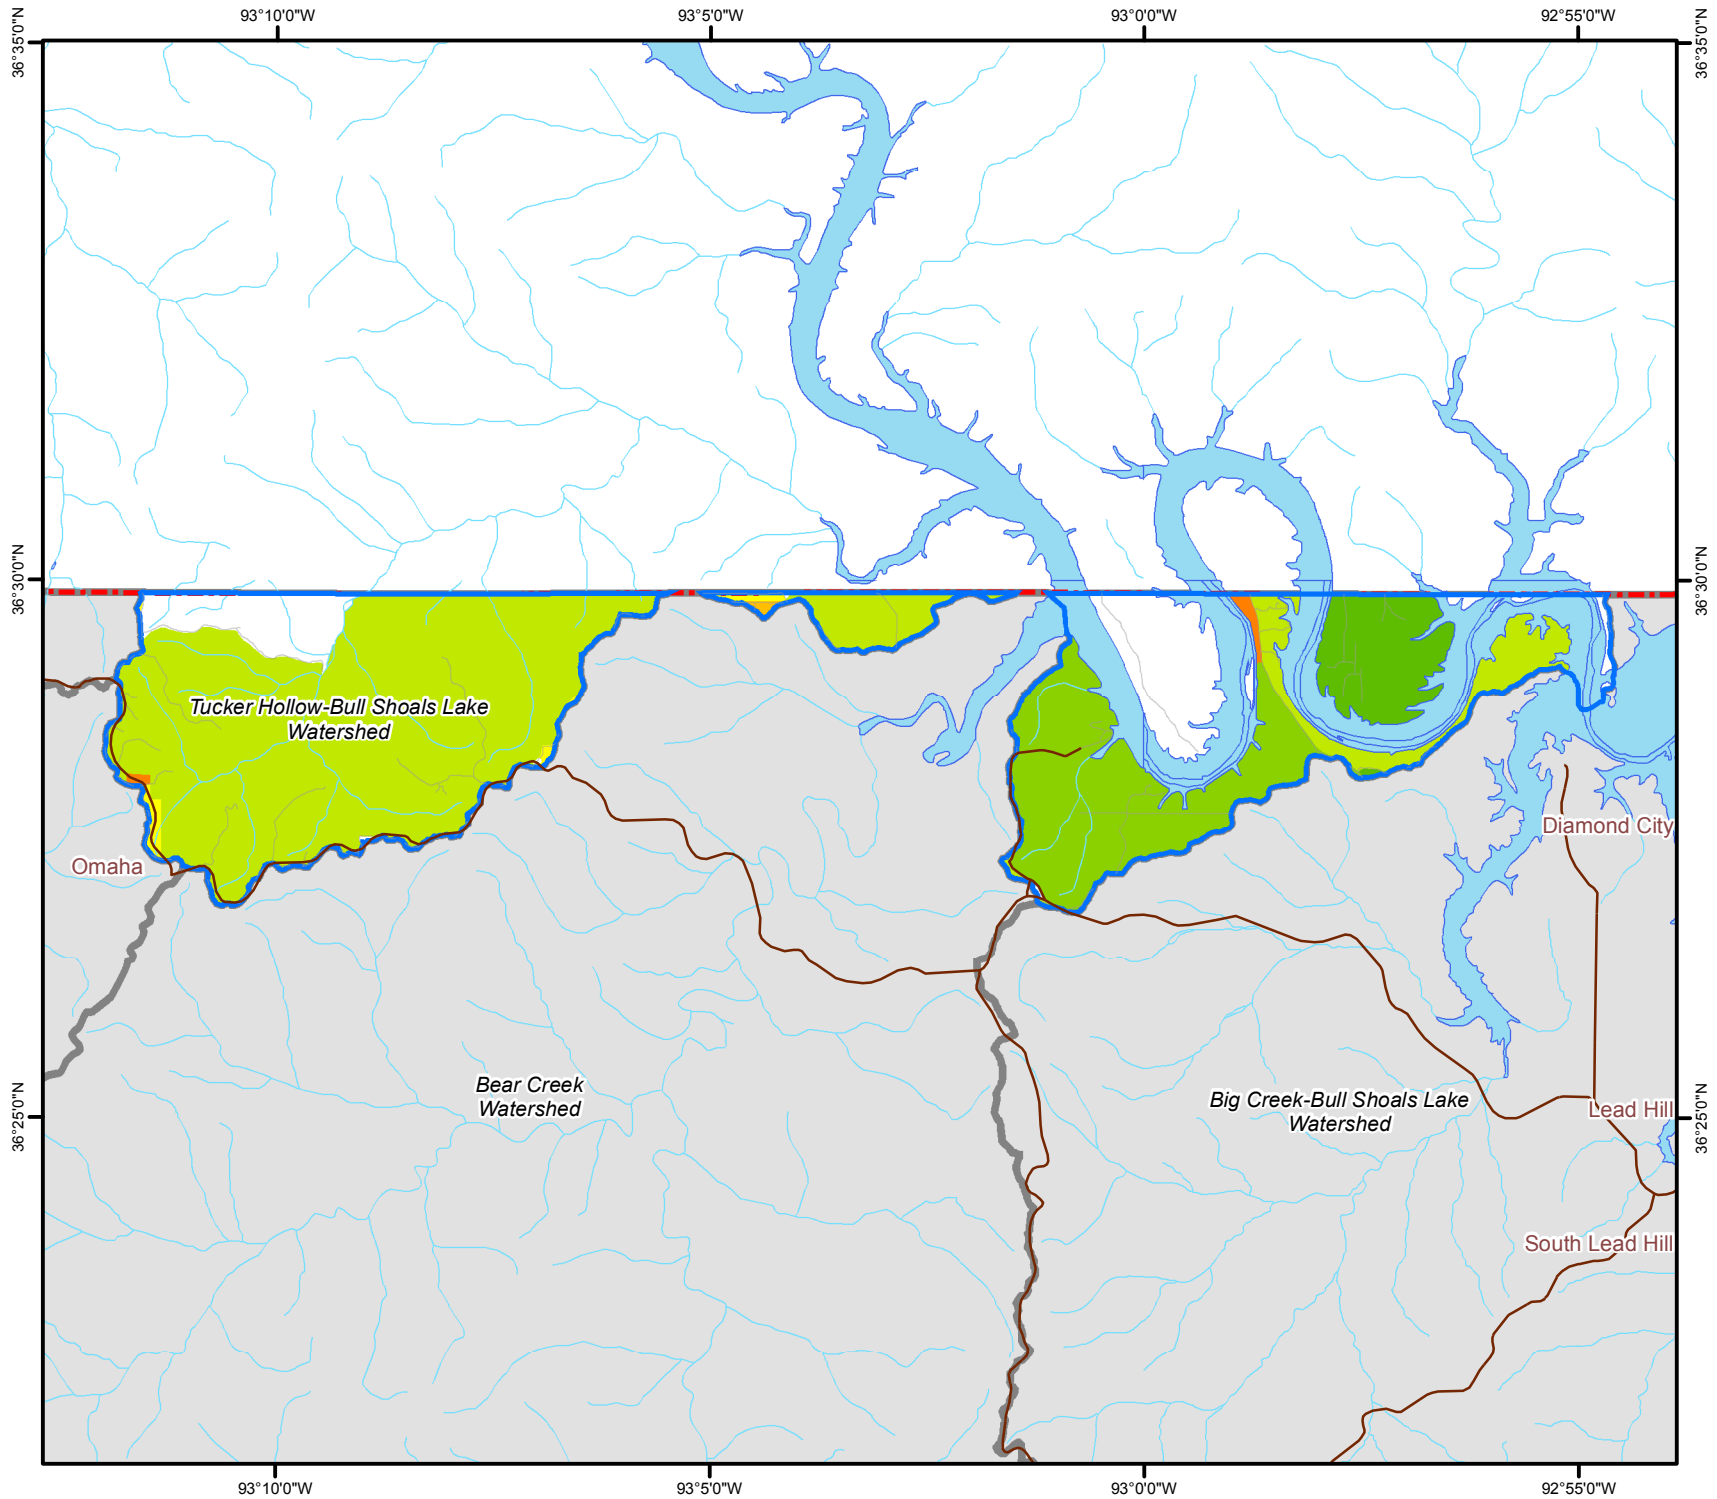 93°10'0"W 93°5'0"W 93°0'0"W 92°55'0"W
36°35'0"N 36°35'0"N
36°30'0"N 36°30'0"N
Tucker Hollow-Bull Shoals Lake
Watershed
Diamond City
Omaha
Bear Creek
Watershed
Big Creek-Bull Shoals Lake
Watershed
Lead Hill
36°25'0"N 36°25'0"N
South Lead Hill
93°10'0"W 93°5'0"W 93°0'0"W 92°55'0"W